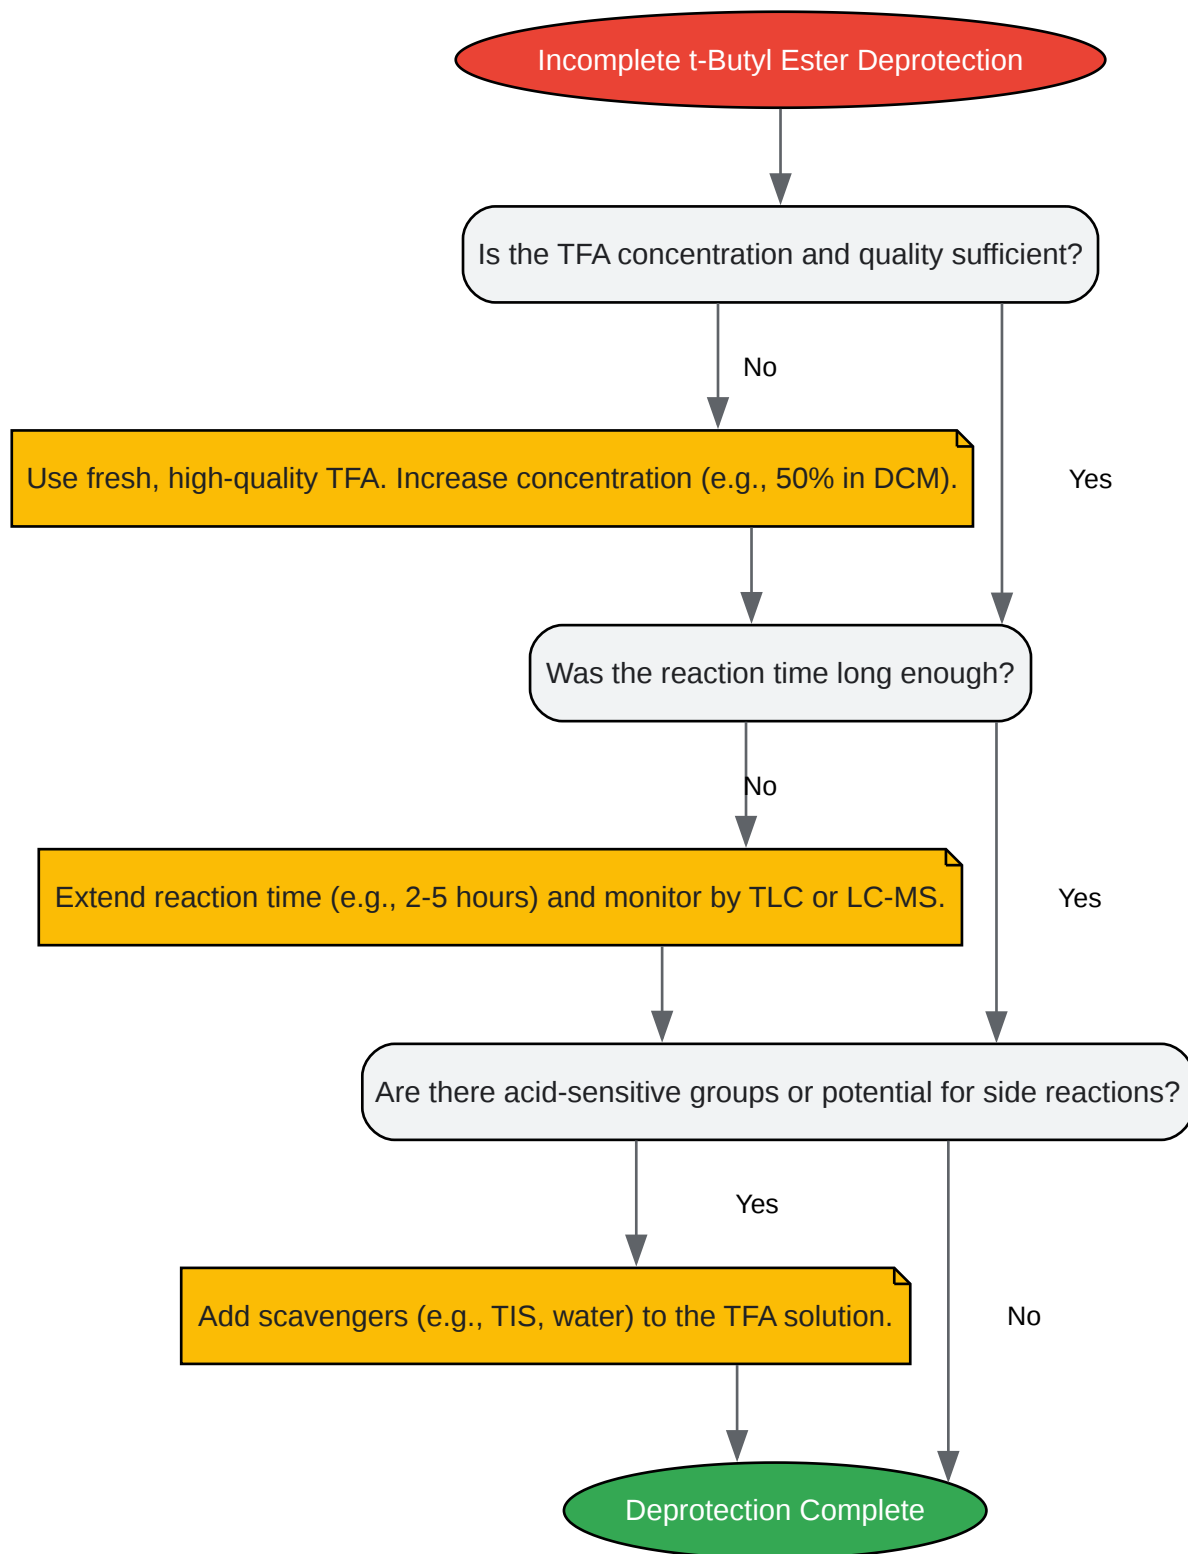 Incomplete t-Butyl Ester Deprotection
Is the TFA concentration and quality sufficient?
No
Use fresh, high-quality TFA. Increase concentration (e.g., 50% in DCM).
Yes
Was the reaction time long enough?
No
Extend reaction time (e.g., 2-5 hours) and monitor by TLC or LC-MS.
Yes
Are there acid-sensitive groups or potential for side reactions?
Yes
Add scavengers (e.g., TIS, water) to the TFA solution.
No
Deprotection Complete